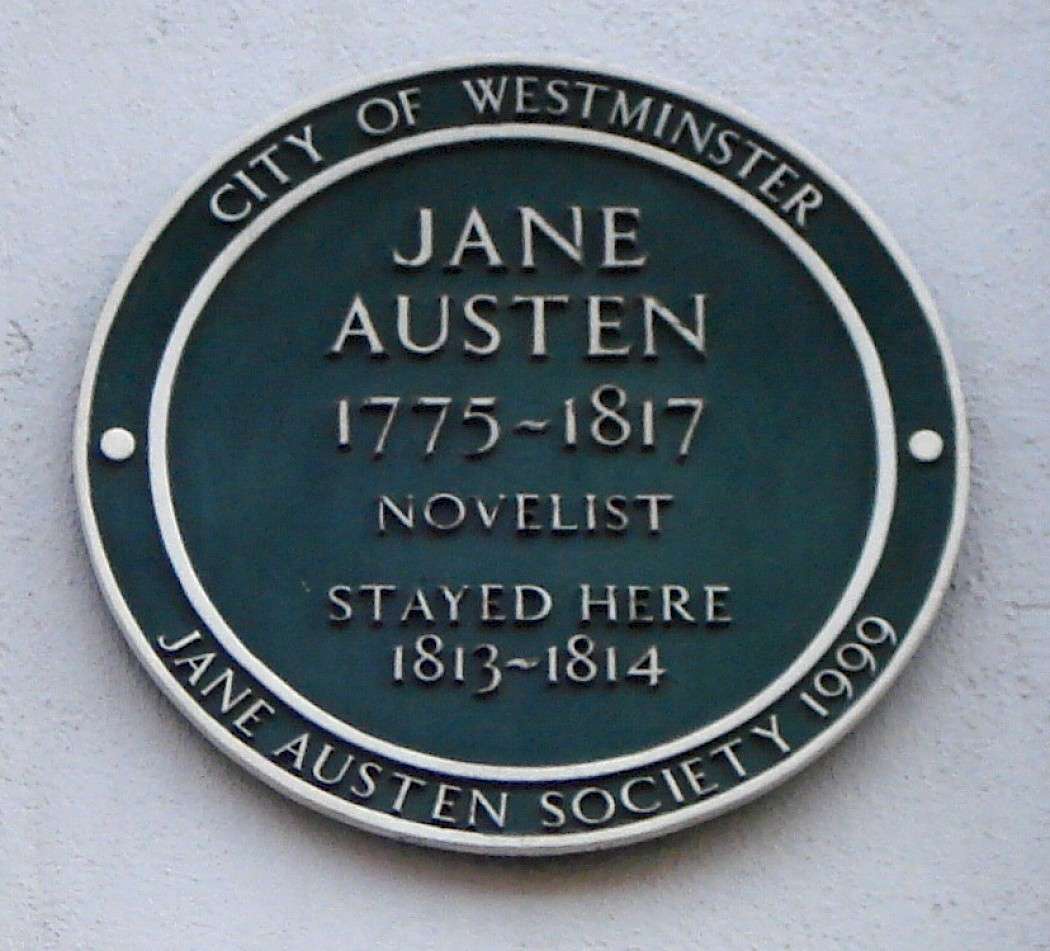 CITY OF WESTMINSTER
JANE
AUSTEN
1775~1817
NOVELIST
STAYED HERE
1813~1814
JANE AUSTEN SOCIETY 1999